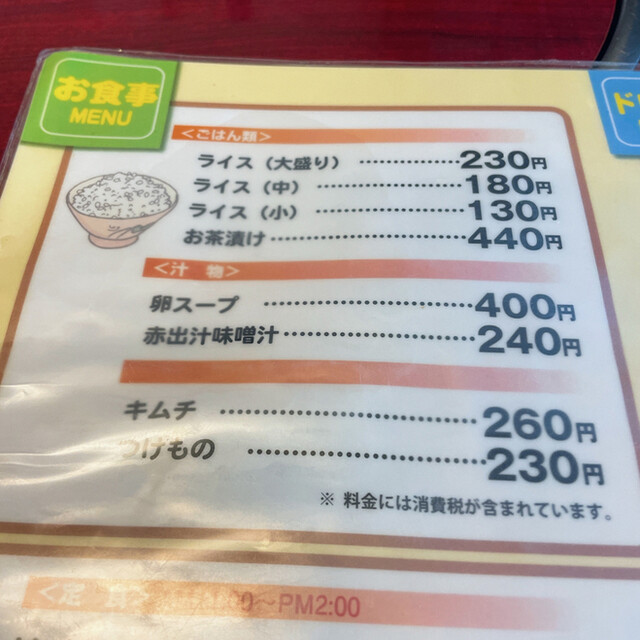 お食事
MENU
ド
<ごはん類>
ライス（大盛り）……………230円
ライス（中）……………180円
ライス（小）……………130円
お茶漬け……………440円
<汁 物>
卵スープ……………400円
赤出汁味噌汁……………240円
キムチ……………260円
つけもの……………230円
※ 料金には消費税が含まれています。
～PM2:00